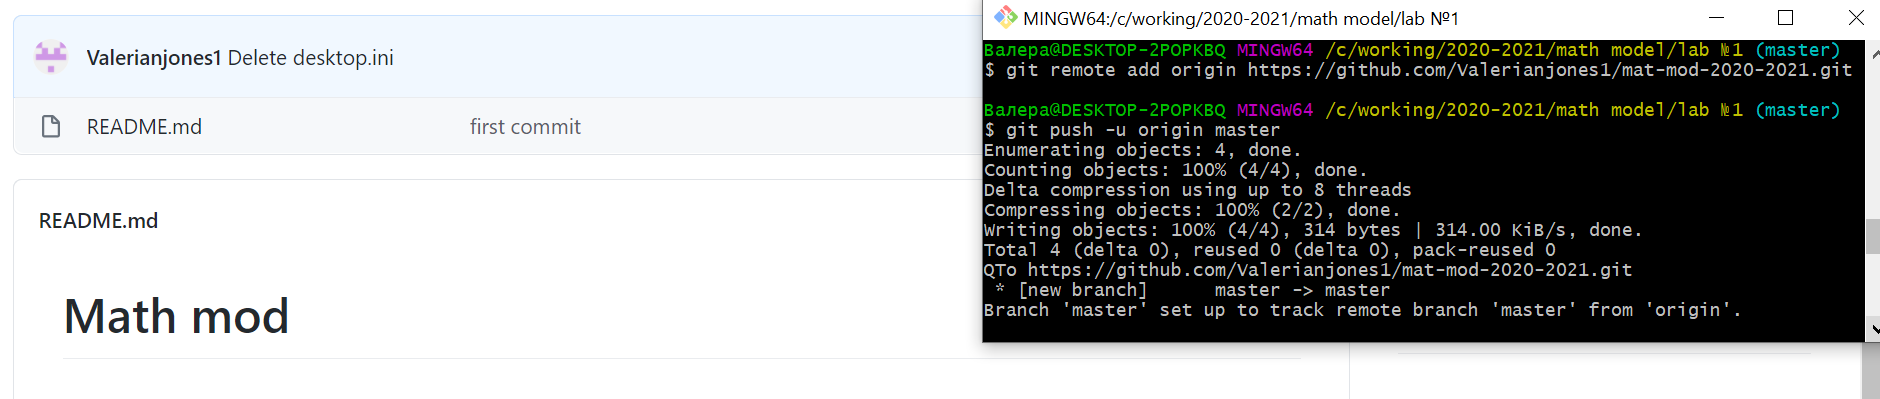 Valerianjones1 Delete desktop.ini
README.md first commit
README.md
Math mod
MINGW64:/c/working/2020-2021/math model/lab №1
Валера@DESKTOP-2POPKBQ MINGW64 /c/working/2020-2021/math model/lab №1 (master)
$ git remote add origin https://github.com/Valerianjones1/mat-mod-2020-2021.git
Валера@DESKTOP-2POPKBQ MINGW64 /c/working/2020-2021/math model/lab №1 (master)
$ git push -u origin master
Enumerating objects: 4, done.
Counting objects: 100% (4/4), done.
Delta compression using up to 8 threads
Compressing objects: 100% (2/2), done.
Writing objects: 100% (4/4), 314 bytes | 314.00 KiB/s, done.
Total 4 (delta 0), reused 0 (delta 0), pack-reused 0
QTo https://github.com/Valerianjones1/mat-mod-2020-2021.git
* [new branch] master -> master
Branch 'master' set up to track remote branch 'master' from 'origin'.